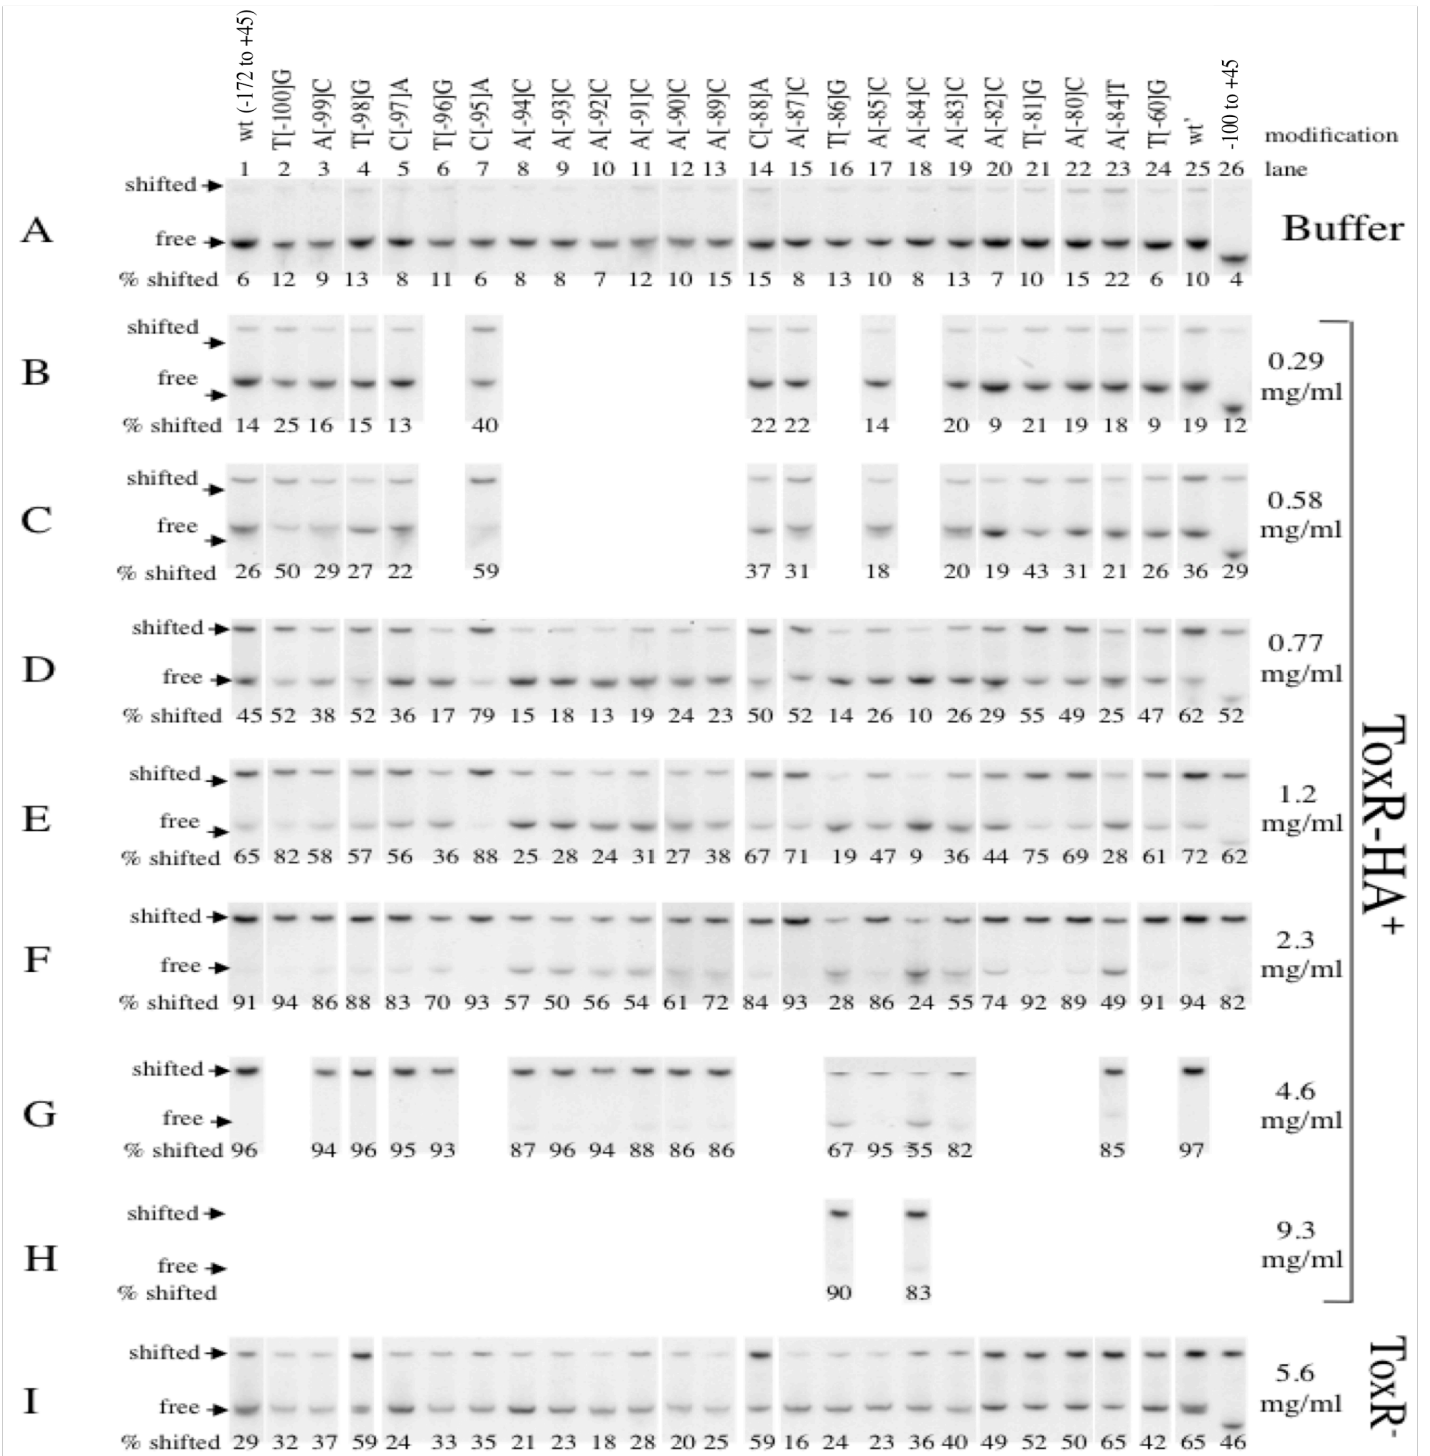 wt (-172 to +45) T[-100]G A[-99]C T[-98]G C[-97]A T[-96]G C[-95]A A[-94]C A[-93]C A[-92]C A[-91]C A[-90]C A[-89]C C[-88]A A[-87]C T[-86]G A[-85]C A[-84]C A[-83]C A[-82]C T[-81]G A[-80]C A[-84]T T[-60]G wt' -100 to +45 modification
1 2 3 4 5 6 7 8 9 10 11 12 13 14 15 16 17 18 19 20 21 22 23 24 25 26 lane
shifted
A free Buffer
% shifted 6 12 9 13 8 11 6 8 8 7 12 10 15 15 8 13 10 8 13 7 10 15 22 6 10 4
shifted
B free 0.29
mg/ml
% shifted 14 25 16 15 13 40 22 22 14 20 9 21 19 18 9 19 12
shifted
C free 0.58
mg/ml
% shifted 26 50 29 27 22 59 37 31 18 20 19 43 31 21 26 36 29
shifted
D free 0.77
mg/ml
% shifted 45 52 38 52 36 17 79 15 18 13 19 24 23 50 52 14 26 10 26 29 55 49 25 47 62 52
shifted
E free 1.2
mg/ml
% shifted 65 82 58 57 56 36 88 25 28 24 31 27 38 67 71 19 47 9 36 44 75 69 28 61 72 62
ToxR-HA+
shifted
F free 2.3
mg/ml
% shifted 91 94 86 88 83 70 93 57 50 56 54 61 72 84 93 28 86 24 55 74 92 89 49 91 94 82
shifted
G free 4.6
mg/ml
% shifted 96 94 96 95 93 87 96 94 88 86 86 67 95 55 82 85 97
shifted
H free 9.3
mg/ml
% shifted 90 83
shifted
I free 5.6
mg/ml
ToxR-
% shifted 29 32 37 59 24 33 35 21 23 18 28 20 25 59 16 24 23 36 40 49 52 50 65 42 65 46